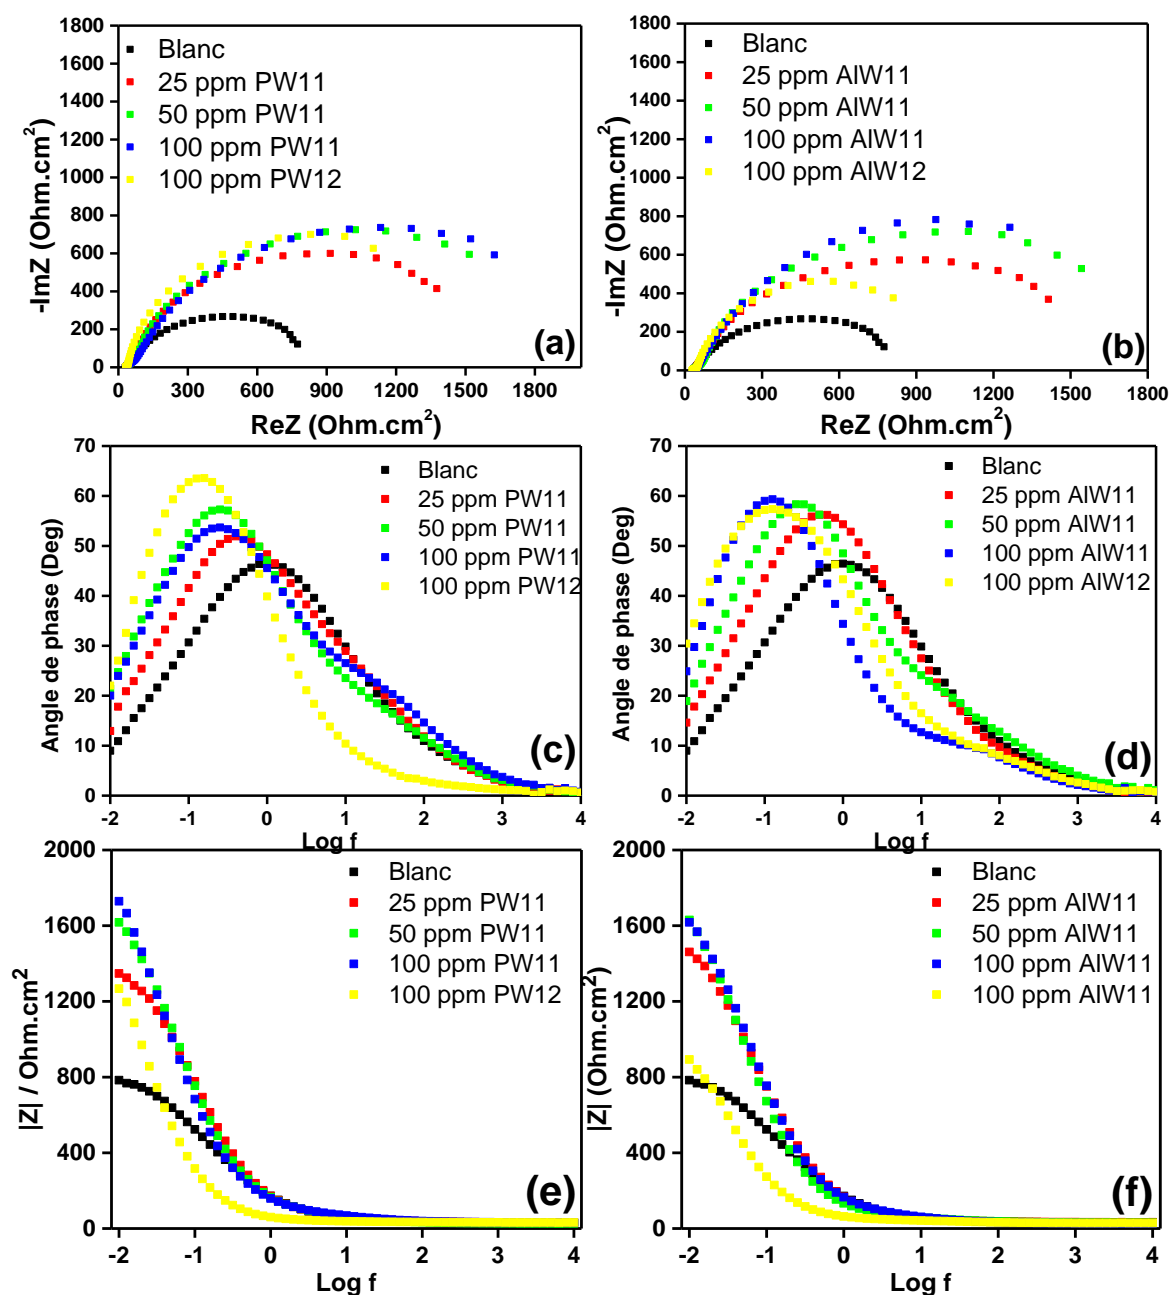 1800
1600
1400
1200
1000
800
600
400
200
0
-ImZ (Ohm.cm2)
Blanc
25 ppm PW11
50 ppm PW11
100 ppm PW11
100 ppm PW12
(a)
0 300 600 900 1200 1500 1800
ReZ (Ohm.cm2)
1800
1600
1400
1200
1000
800
600
400
200
0
-ImZ (Ohm.cm2)
Blanc
25 ppm AlW11
50 ppm AlW11
100 ppm AlW11
100 ppm AlW12
(b)
0 300 600 900 1200 1500 1800
ReZ (Ohm.cm2)
70
60
50
40
30
20
10
0
Angle de phase (Deg)
Blanc
25 ppm PW11
50 ppm PW11
100 ppm PW11
100 ppm PW12
(c)
-2 -1 0 1 2 3 4
Log f
70
60
50
40
30
20
10
0
Angle de phase (Deg)
Blanc
25 ppm AlW11
50 ppm AlW11
100 ppm AlW11
100 ppm AlW12
(d)
-2 -1 0 1 2 3 4
Log f
2000
1600
1200
800
400
0
|Z| / Ohm.cm2
Blanc
25 ppm PW11
50 ppm PW11
100 ppm PW11
100 ppm PW12
(e)
-2 -1 0 1 2 3 4
Log f
2000
1600
1200
800
400
0
|Z| (Ohm.cm2)
Blanc
25 ppm AlW11
50 ppm AlW11
100 ppm AlW11
100 ppm AlW11
(f)
-2 -1 0 1 2 3 4
Log f